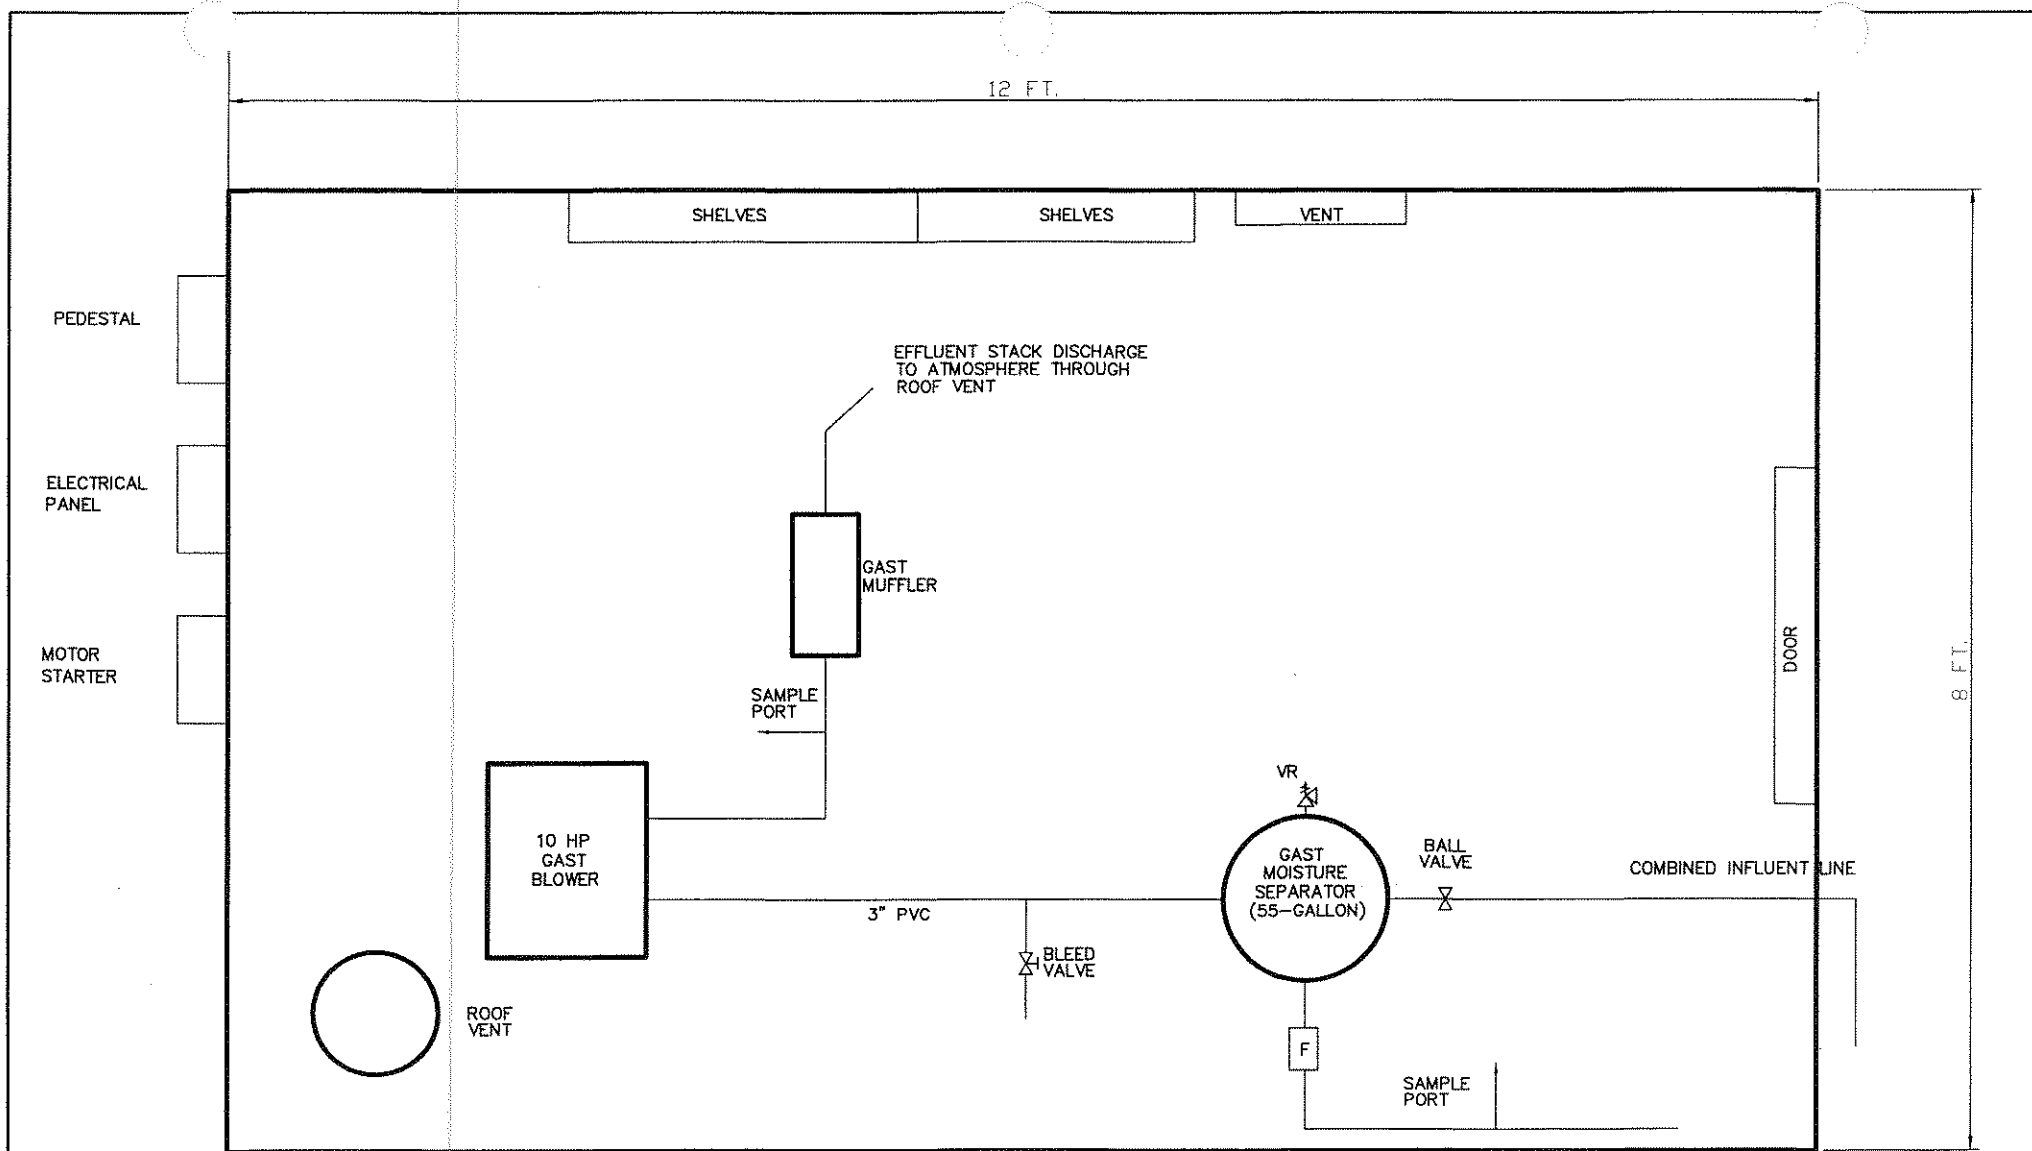 12 FT.
SHELVES
SHELVES
VENT
PEDESTAL
EFFLUENT STACK DISCHARGE
TO ATMOSPHERE THROUGH
ROOF VENT
ELECTRICAL
PANEL
GAST
MUFFLER
MOTOR
STARTER
DOOR
8 FT.
SAMPLE
PORT
VR
10 HP
GAST
BLOWER
GAST
MOISTURE
SEPARATOR
(55-GALLON)
BALL
VALVE
COMBINED INFLUENT LINE
3" PVC
BLEED
VALVE
ROOF
VENT
F
SAMPLE
PORT